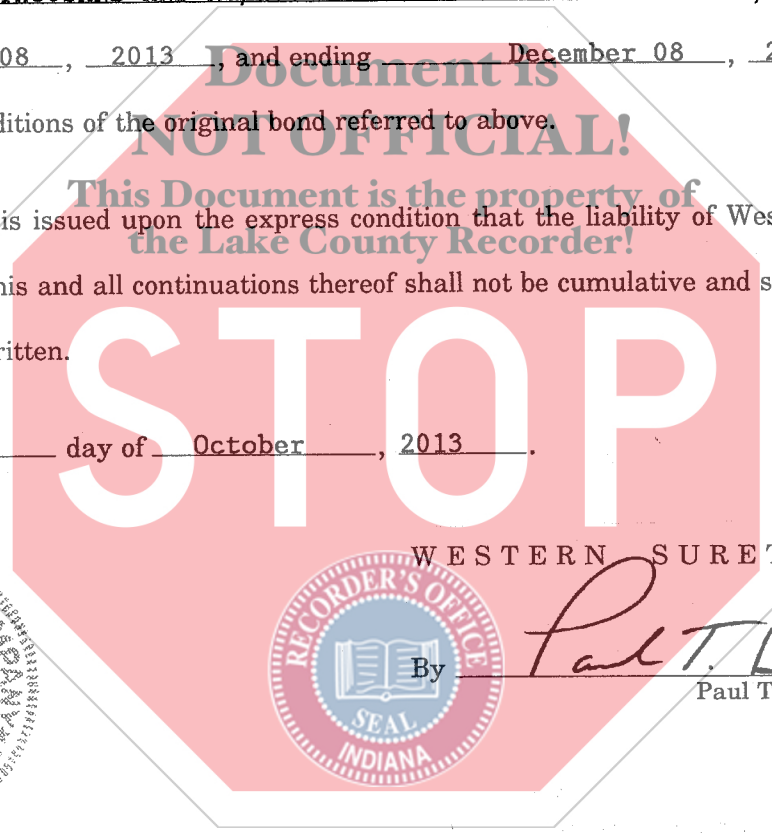 08, 2013, and ending December 08, 2
Document is
ditions of the original bond referred to above.
NOT OFFICIAL!
This Document is the property of
is issued upon the express condition that the liability of Wes
the Lake County Recorder!
his and all continuations thereof shall not be cumulative and s
ritten.
STOP
day of October, 2013.
WESTERN SURET
RECORDER'S OFFICE
By Paul T.
Paul T
SEAL
INDIANA